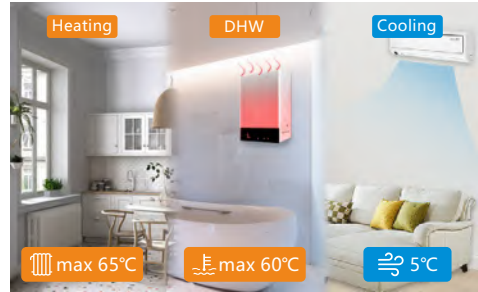 Heating
DHW
Cooling
max 65℃
max 60℃
5℃